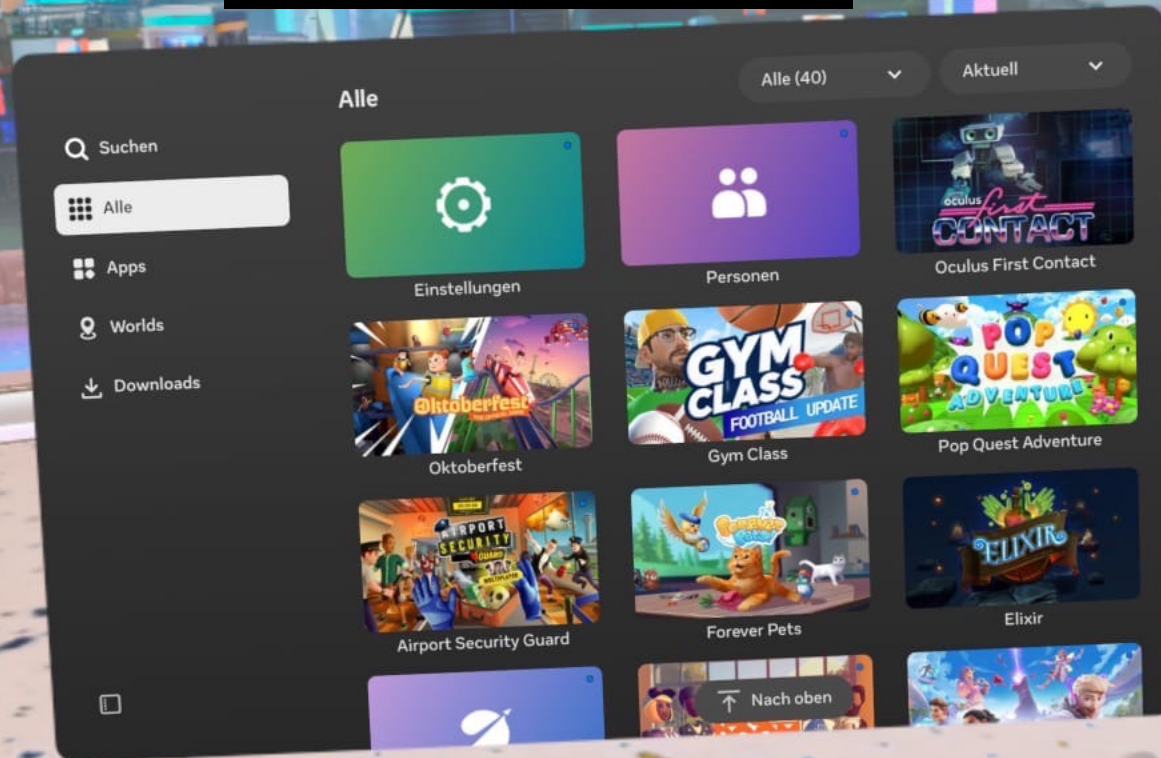 Alle
Alle (40)
Aktuell
Suchen
Alle
Apps
Worlds
Downloads
oculus
first
CONTACT
Einstellungen
Personen
Oculus First Contact
Oktoberfest
GYM
CLASS
FOOTBALL UPDATE
POP
QUEST
ADVENTURE
Oktoberfest
Gym Class
Pop Quest Adventure
AIRPORT
SECURITY
GUARD
MULTIPLAYER
Forever
Pets
ELIXIR
Airport Security Guard
Forever Pets
Elixir
Nach oben